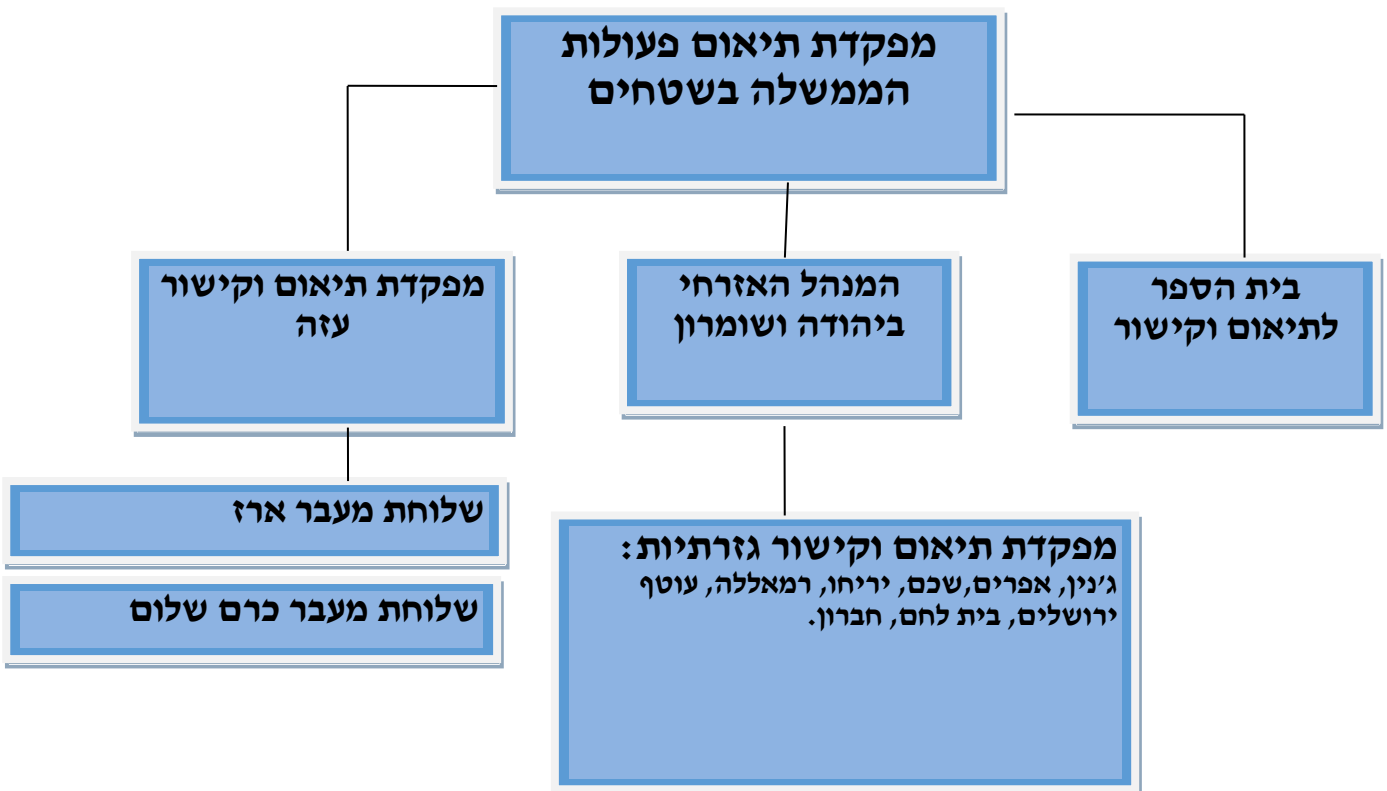 מפקדת תיאום פעולות
הממשלה בשטחים
בית הספר
לתיאום וקישור
המנהל האזרחי
ביהודה ושומרון
מפקדת תיאום וקישור
עזה
מפקדת תיאום וקישור גזרתיות:
ג'נין, אפרים,שכם, יריחו, רמאללה, עוטף
ירושלים, בית לחם, חברון.
שלוחת מעבר ארז
שלוחת מעבר כרם שלום